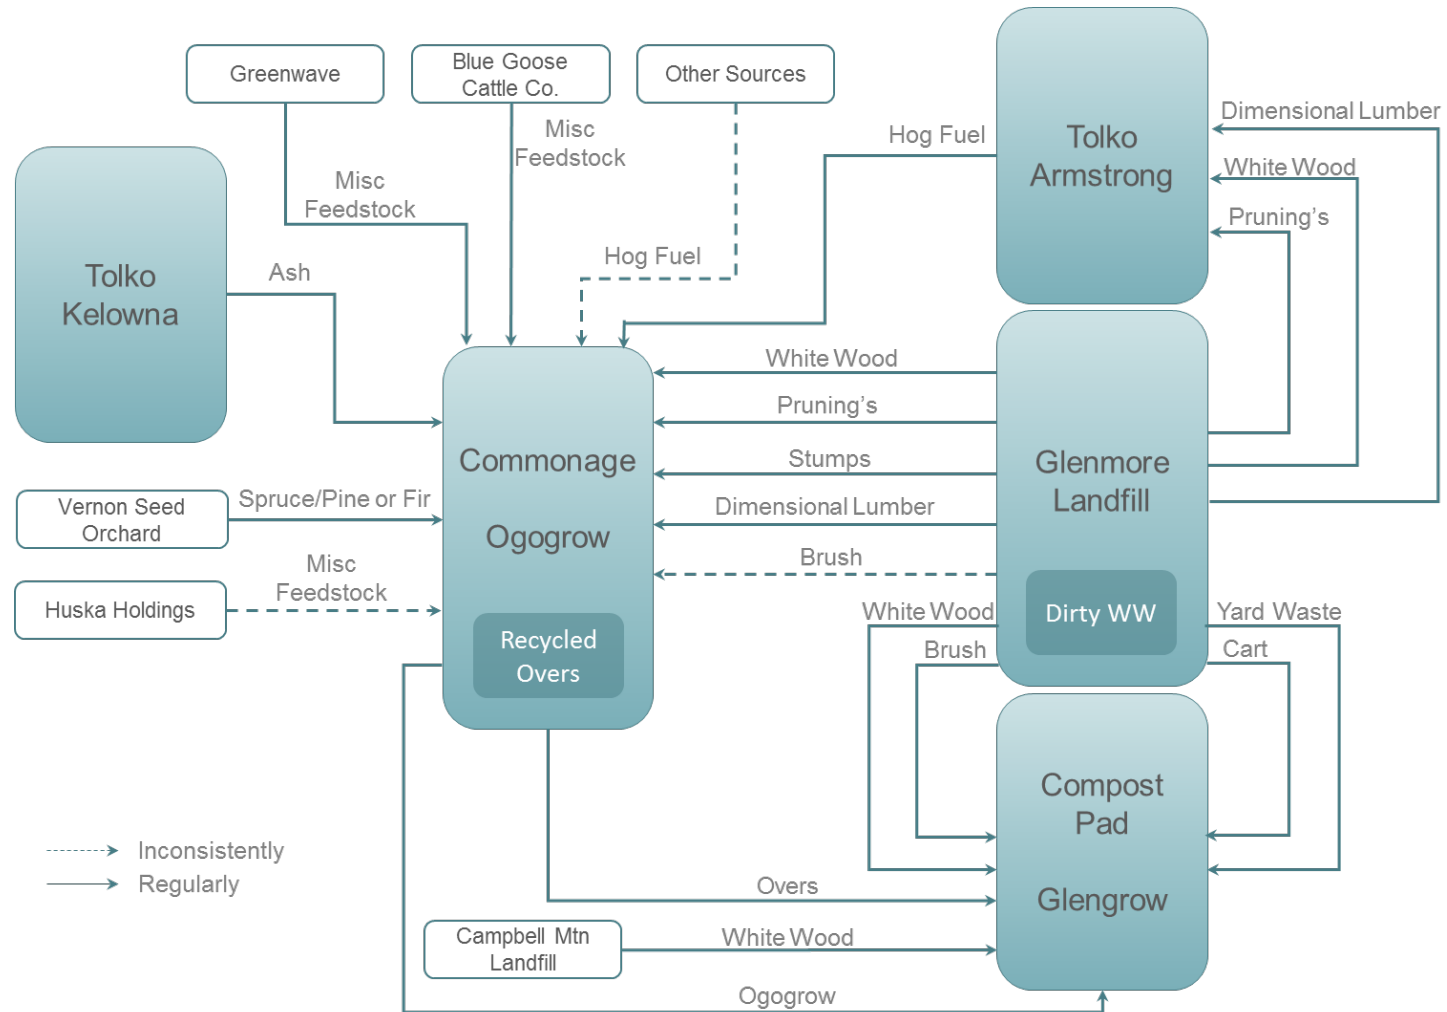 Greenwave
Blue Goose
Cattle Co.
Other Sources
Tolko
Armstrong
Dimensional Lumber
White Wood
Pruning's
Hog Fuel
Misc
Feedstock
Misc
Feedstock
Hog Fuel
Tolko
Kelowna
Ash
White Wood
Pruning's
Stumps
Dimensional Lumber
Brush
Commonage
Ogogrow
Recycled
Overs
Glenmore
Landfill
Dirty WW
Vernon Seed
Orchard
Spruce/Pine or Fir
Huska Holdings
Misc
Feedstock
White Wood
Brush
Yard Waste
Cart
Compost
Pad
Glengrow
Inconsistently
Regularly
Overs
Campbell Mtn
Landfill
White Wood
Ogogrow